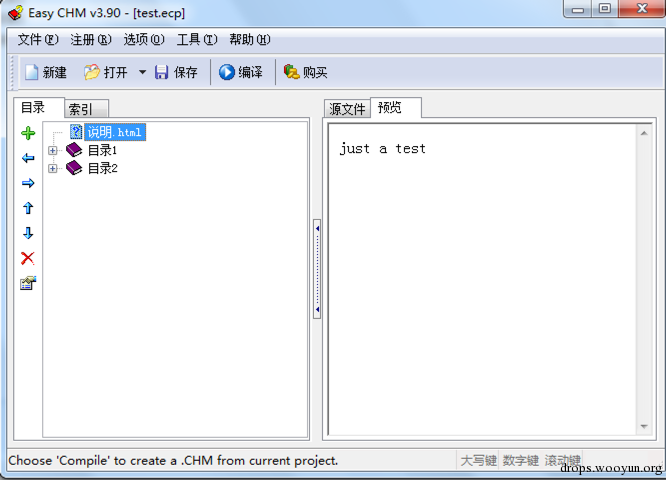 Easy CHM v3.90 - [test.ecp]
文件(F) 注册(R) 选项(O) 工具(T) 帮助(H)
新建 打开 保存 编译 购买
目录 索引
说明.html
目录1
目录2
源文件 预览
just a test
Choose 'Compile' to create a .CHM from current project.
大写键 数字键 滚动键
drops.wooyun.org